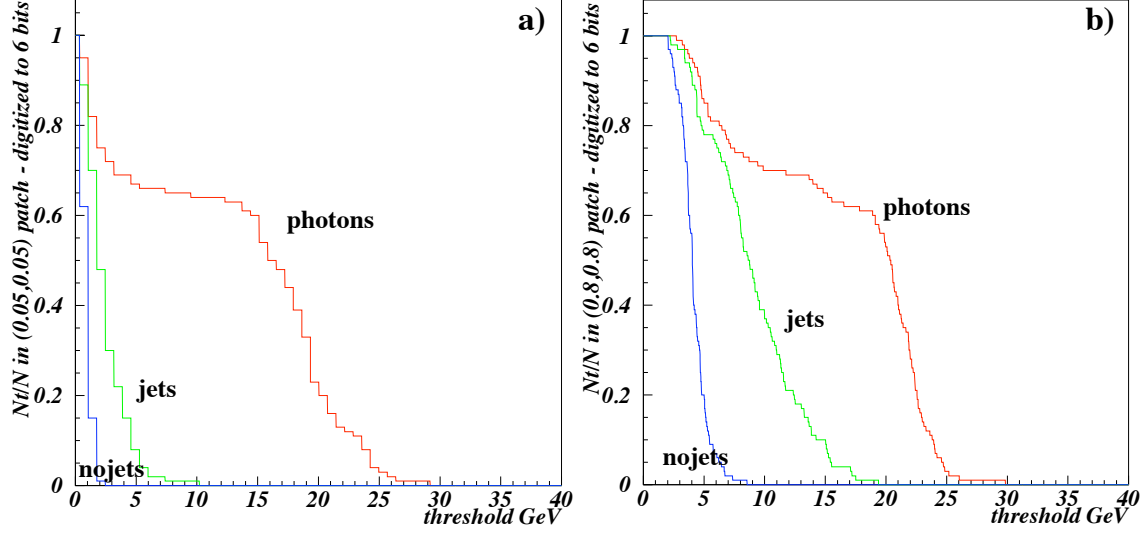 a)
Nt/N in (0.05,0.05) patch - digitized to 6 bits
1
0.8
0.6
0.4
0.2
0
photons
jets
nojets
0 5 10 15 20 25 30 35 40
threshold GeV
b)
Nt/N in (0.8,0.8) patch - digitized to 6 bits
1
0.8
0.6
0.4
0.2
0
photons
jets
nojets
0 5 10 15 20 25 30 35 40
threshold GeV